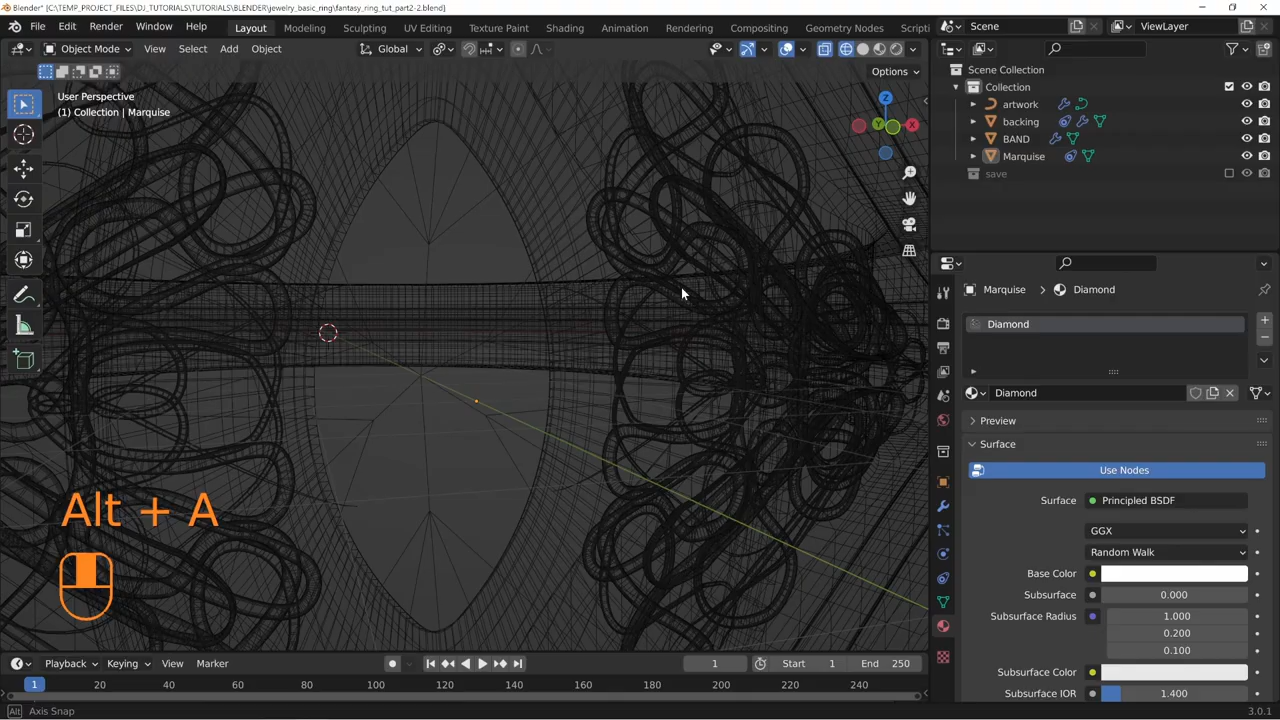 Blender* [C:\TEMP_PROJECT_FILES\DJ_TUTORIALS\TUTORIALS\BLENDER\jewelry_basic_ring\fantasy_ring_tut_part2-2.blend]
File Edit Render Window Help Layout Modeling Sculpting UV Editing Texture Paint Shading Animation Rendering Compositing Geometry Nodes Scripti
Scene ViewLayer
Object Mode View Select Add Object Global
Options
User Perspective
(1) Collection | Marquise
Z
Y
X
Scene Collection
Collection
artwork
backing
BAND
Marquise
save
Marquise Diamond
Diamond
Diamond
Preview
Surface
Use Nodes
Surface Principled BSDF
GGX
Random Walk
Base Color
Subsurface 0.000
Subsurface Radius 1.000
0.200
0.100
Subsurface Color
Subsurface IOR 1.400
Alt + A
Playback Keying View Marker 1 Start 1 End 250
1 20 40 60 80 100 120 140 160 180 200 220 240
Alt Axis Snap 3.0.1